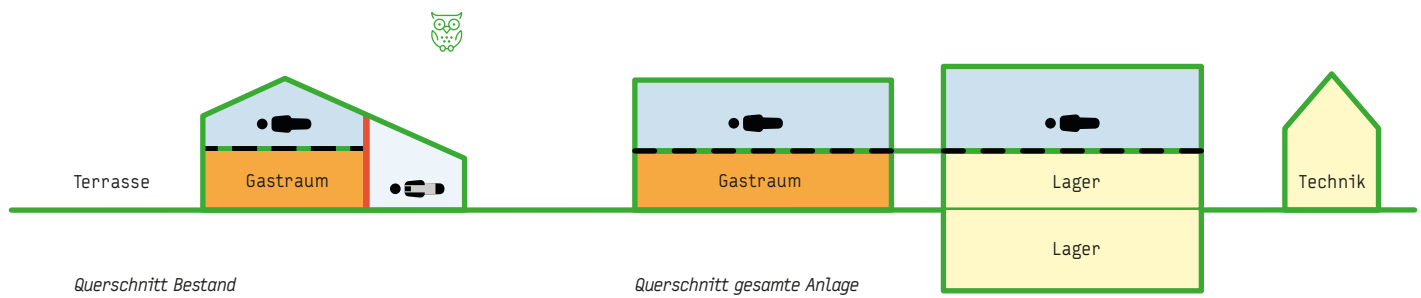 Terrasse
Gastraum
Gastraum
Lager
Technik
Lager
Querschnitt Bestand
Querschnitt gesamte Anlage